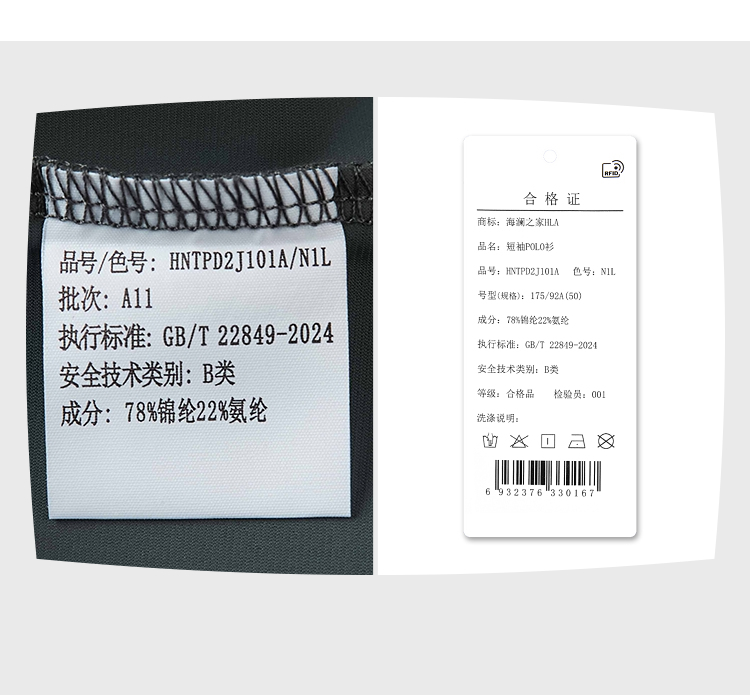 品号/色号: HNTPD2J101A/N1L
批次: A11
执行标准: GB/T 22849-2024
安全技术类别: B类
成分: 78%锦纶22%氨纶
RFID
合格证
商标: 海澜之家HLA
品名: 短袖POLO衫
品号: HNTPD2J101A 色号: N1L
号型(规格): 175/92A(50)
成分: 78%锦纶22%氨纶
执行标准: GB/T 22849-2024
安全技术类别: B类
等级: 合格品 检验员: 001
洗涤说明:
6 932376 330167